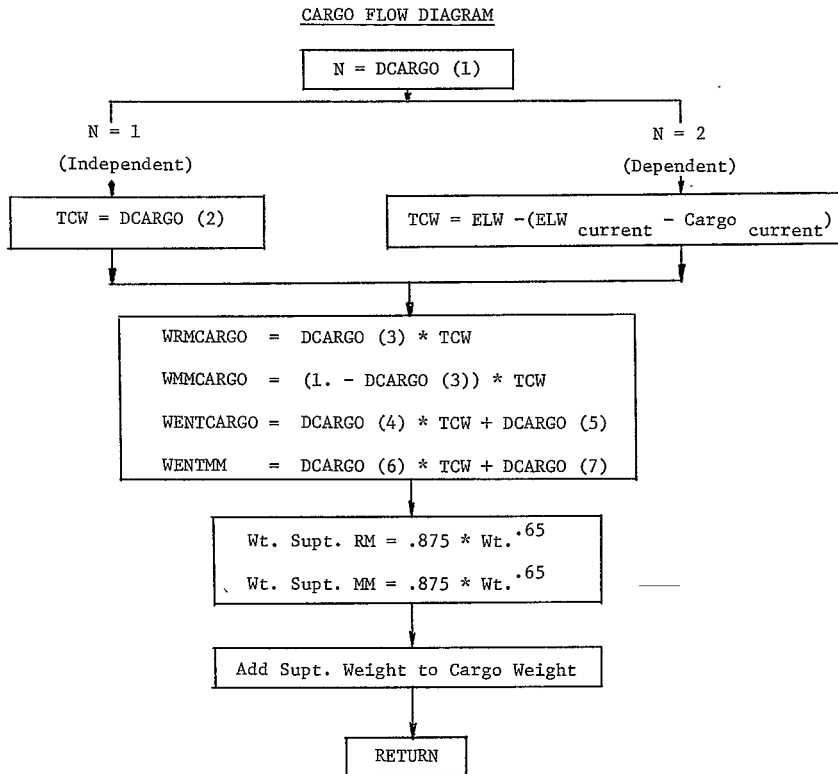 CARGO FLOW DIAGRAM
N = DCARGO (1)
N = 1
(Independent)
N = 2
(Dependent)
TCW = DCARGO (2)
TCW = ELW -(ELW current - Cargo current)
WRMCARGO = DCARGO (3) * TCW
WMMCARGO = (1. - DCARGO (3)) * TCW
WENTCARGO = DCARGO (4) * TCW + DCARGO (5)
WENTMM = DCARGO (6) * TCW + DCARGO (7)
Wt. Supt. RM = .875 * Wt. .65
Wt. Supt. MM = .875 * Wt. .65
Add Supt. Weight to Cargo Weight
RETURN